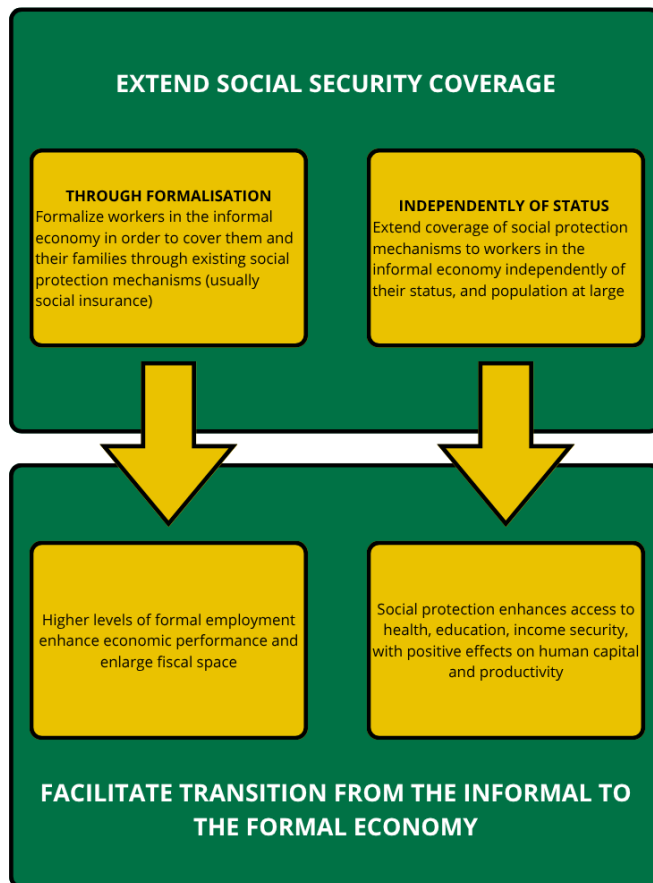 EXTEND SOCIAL SECURITY COVERAGE
THROUGH FORMALISATION
Formalize workers in the informal
economy in order to cover them and
their families through existing social
protection mechanisms (usually
social insurance)
INDEPENDENTLY OF STATUS
Extend coverage of social protection
mechanisms to workers in the
informal economy independently of
their status, and population at large
Higher levels of formal employment
enhance economic performance and
enlarge fiscal space
Social protection enhances access to
health, education, income security,
with positive effects on human capital
and productivity
FACILITATE TRANSITION FROM THE INFORMAL TO
THE FORMAL ECONOMY